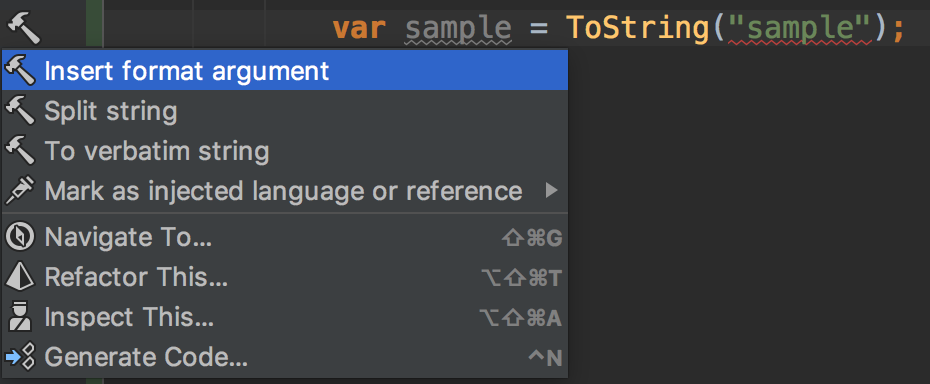 var sample = ToString("sample");
Insert format argument
Split string
To verbatim string
Mark as injected language or reference
Navigate To... ⇧⌘G
Refactor This... ⌥⇧⌘T
Inspect This... ⌥⇧⌘A
Generate Code... ^N